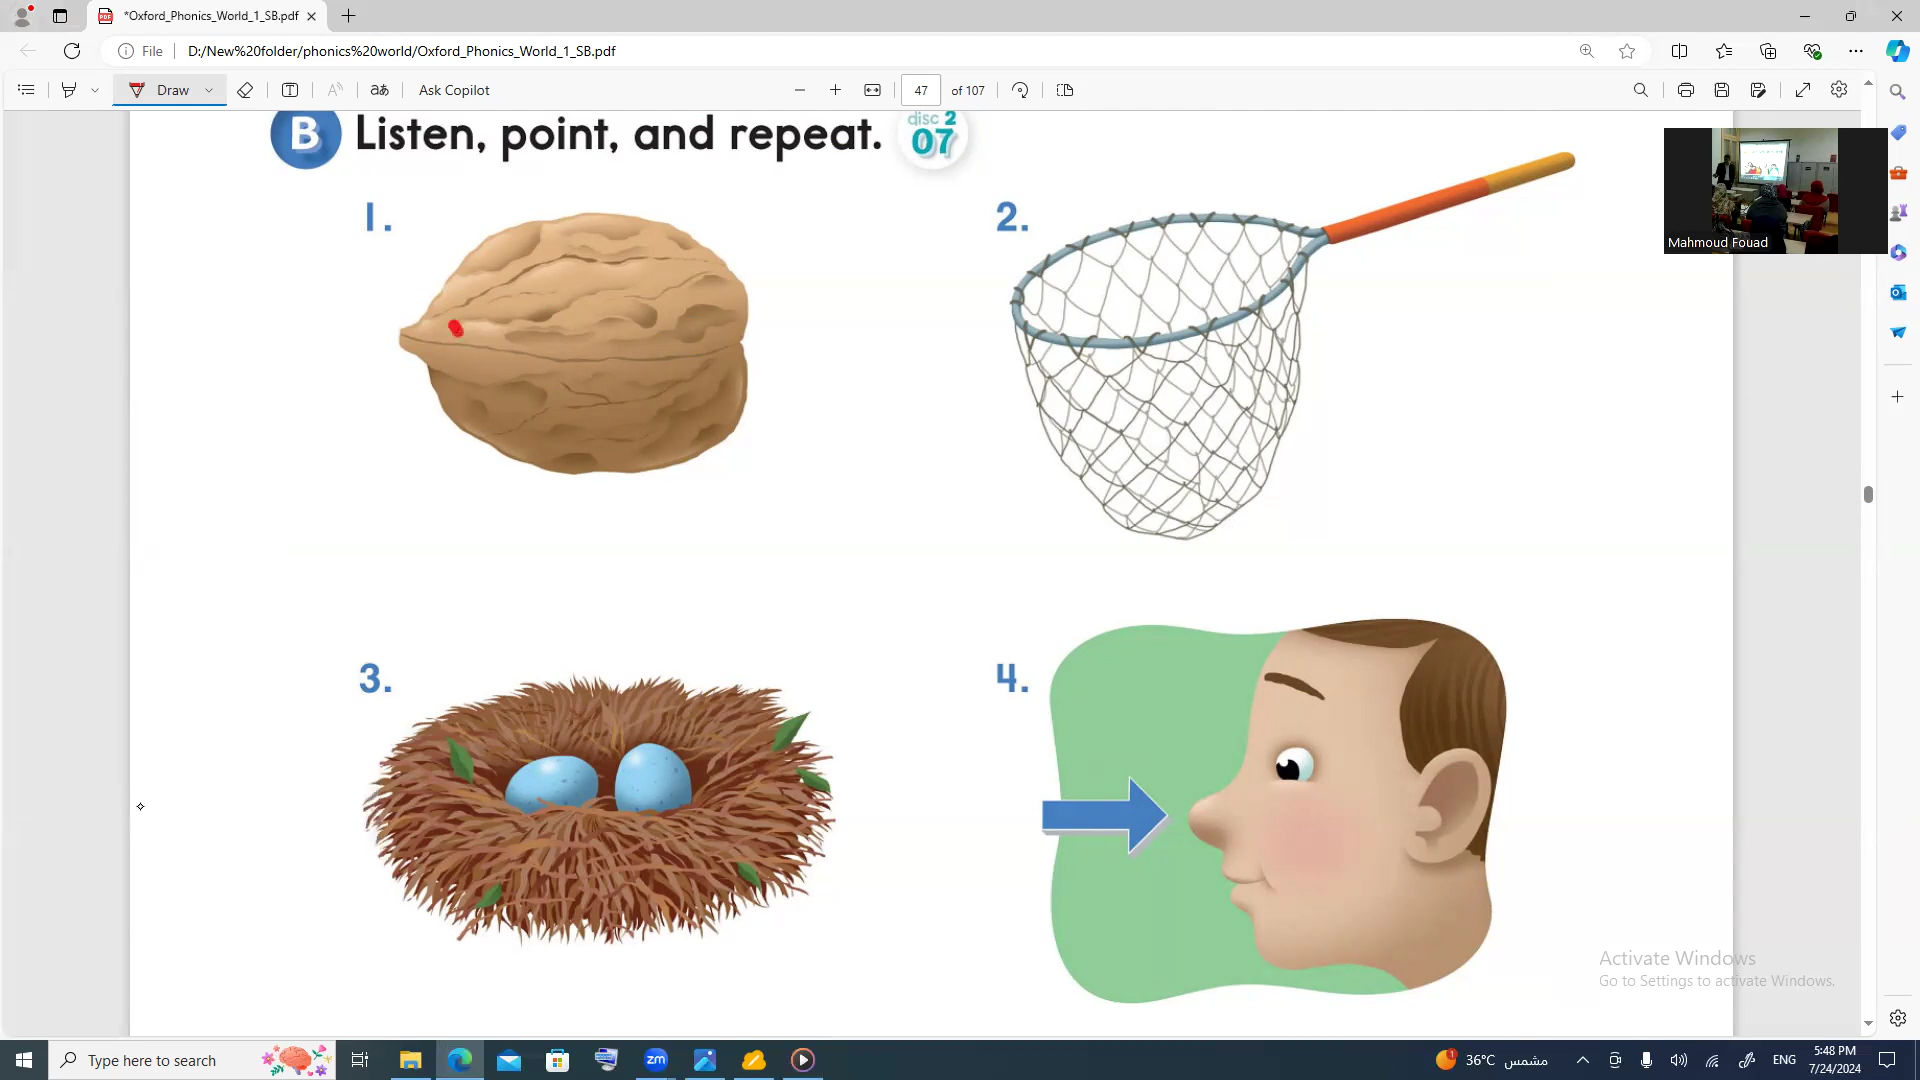 *Oxford_Phonics_World_1_SB.pdf
File D:/New%20folder/phonics%20world/Oxford_Phonics_World_1_SB.pdf
Draw
Ask Copilot
47 of 107
B Listen, point, and repeat. disc 2 07
1.
2.
Mahmoud Fouad
3.
4.
Activate Windows
Go to Settings to activate Windows.
Type here to search
zm
36°C مشمس
ENG
5:48 PM
7/24/2024